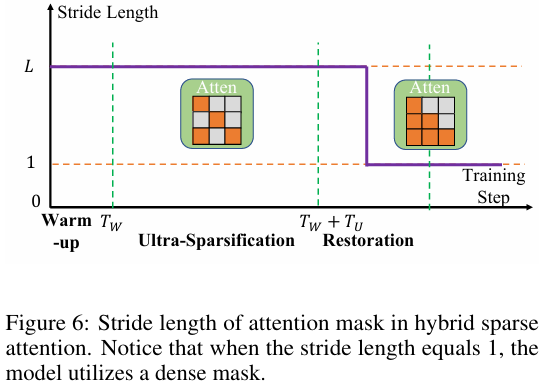 Stride Length
L
Atten
Atten
1
Training
Step
0
Warm
-up
T_W
Ultra-Sparsification
T_W + T_U
Restoration
Figure 6: Stride length of attention mask in hybrid sparse
attention. Notice that when the stride length equals 1, the
model utilizes a dense mask.